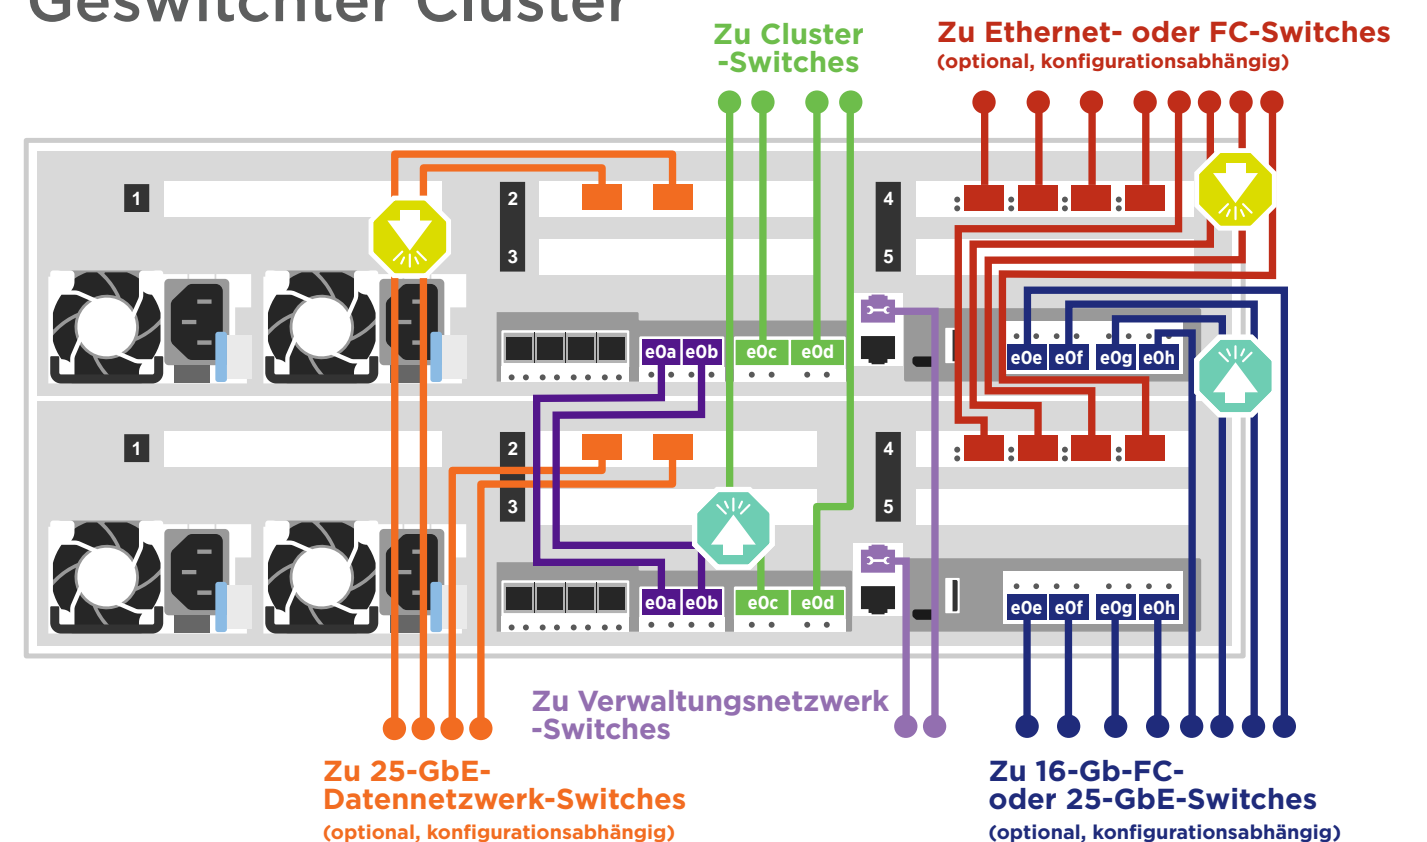 Geswitchter Cluster
Zu Cluster
-Switches
Zu Ethernet- oder FC-Switches
(optional, konfigurationsabhängig)
1
2
3
4
5
e0a e0b e0c e0d
e0e e0f e0g e0h
1
2
3
4
5
e0a e0b e0c e0d
e0e e0f e0g e0h
Zu Verwaltungsnetzwerk
-Switches
Zu 25-GbE-
Datennetzwerk-Switches
(optional, konfigurationsabhängig)
Zu 16-Gb-FC-
oder 25-GbE-Switches
(optional, konfigurationsabhängig)